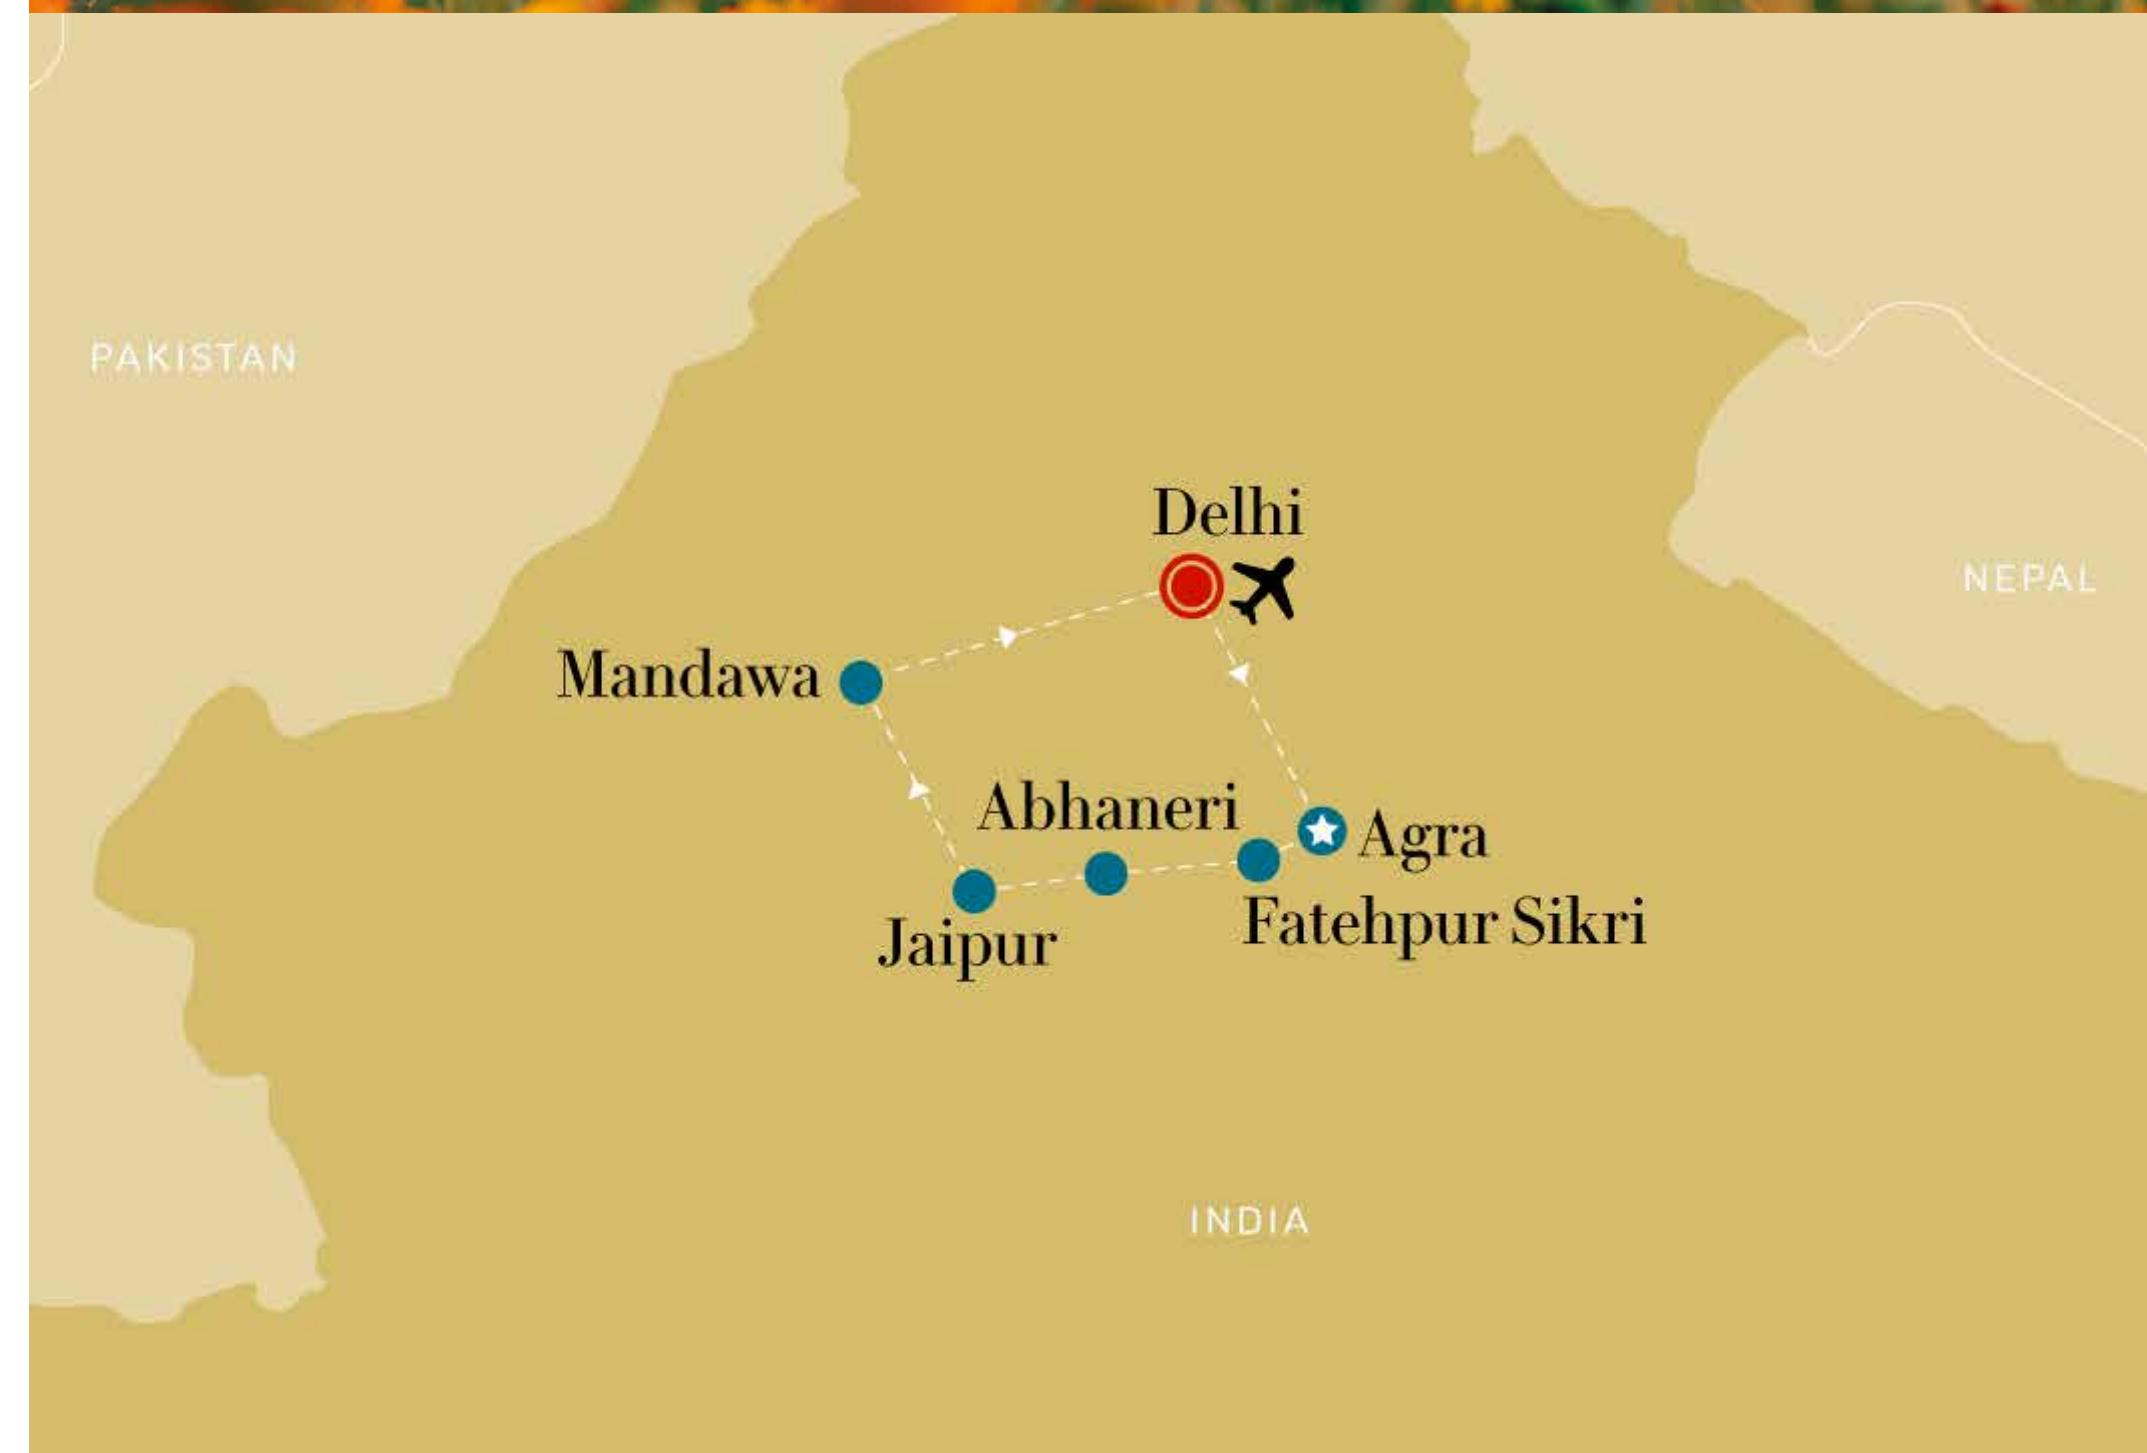 PAKISTAN
Delhi
NEPAL
Mandawa
Abhaneri
Agra
Fatehpur Sikri
Jaipur
INDIA